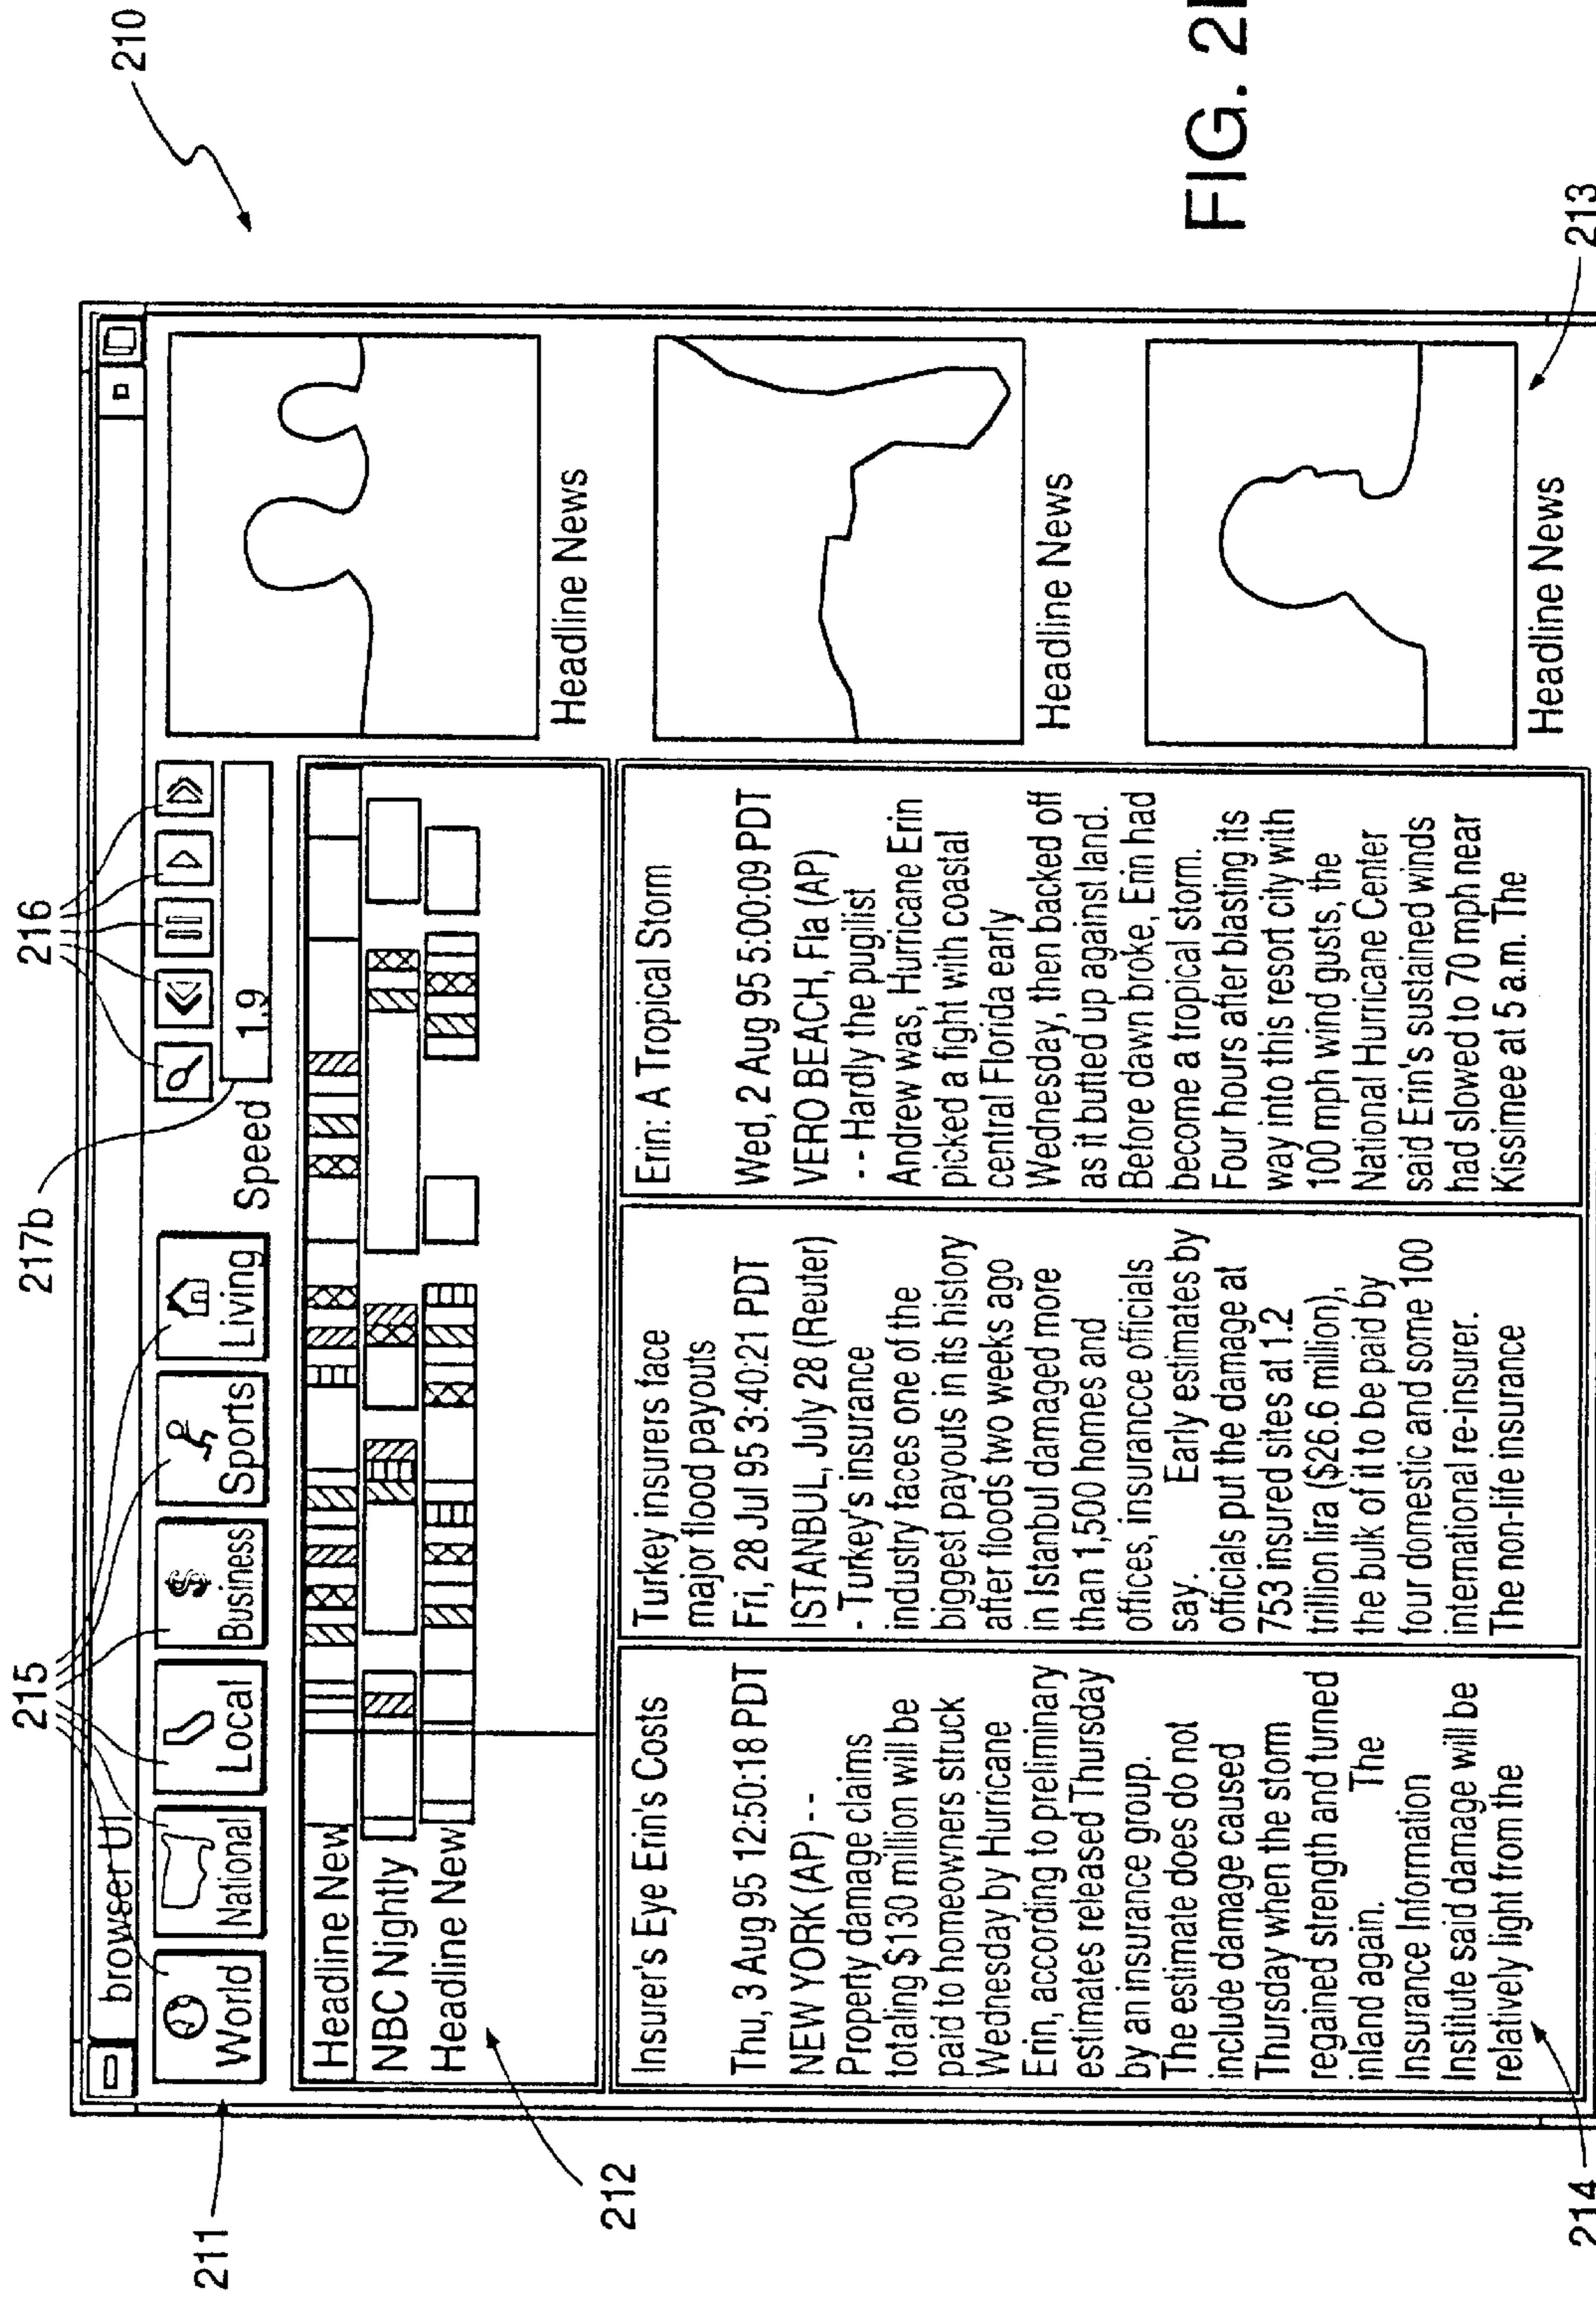 215
217b
216
210
211
browser UI
World
National
Local
Business
Sports
Living
Speed
1.9
Headline New
NBC Nightly
Headline New
212
Headline News
Headline News
Headline News
213
Insurer's Eye Erin's Costs
Thu, 3 Aug 95 12:50:18 PDT
NEW YORK (AP) --
Property damage claims
totaling $130 million will be
paid to homeowners struck
Wednesday by Hurricane
Erin, according to preliminary
estimates released Thursday
by an insurance group.
The estimate does do not
include damage caused
Thursday when the storm
regained strength and turned
inland again. The
Insurance Information
Institute said damage will be
relatively light from the
214
Turkey insurers face
major flood payouts
Fri, 28 Jul 95 3:40:21 PDT
ISTANBUL, July 28 (Reuter)
- Turkey's insurance
industry faces one of the
biggest payouts in its history
after floods two weeks ago
in Istanbul damaged more
than 1,500 homes and
offices, insurance officials
say. Early estimates by
officials put the damage at
753 insured sites at 1.2
trillion lira ($26.6 million),
the bulk of it to be paid by
four domestic and some 100
international re-insurer.
The non-life insurance
Erin: A Tropical Storm
Wed, 2 Aug 95 5:00:09 PDT
VERO BEACH, Fla (AP)
-- Hardly the pugilist
Andrew was, Hurricane Erin
picked a fight with coastal
central Florida early
Wednesday, then backed off
as it butted up against land.
Before dawn broke, Erin had
become a tropical storm.
Four hours after blasting its
way into this resort city with
100 mph wind gusts, the
National Hurricane Center
said Erin's sustained winds
had slowed to 70 mph near
Kissimee at 5 a.m. The
FIG. 2